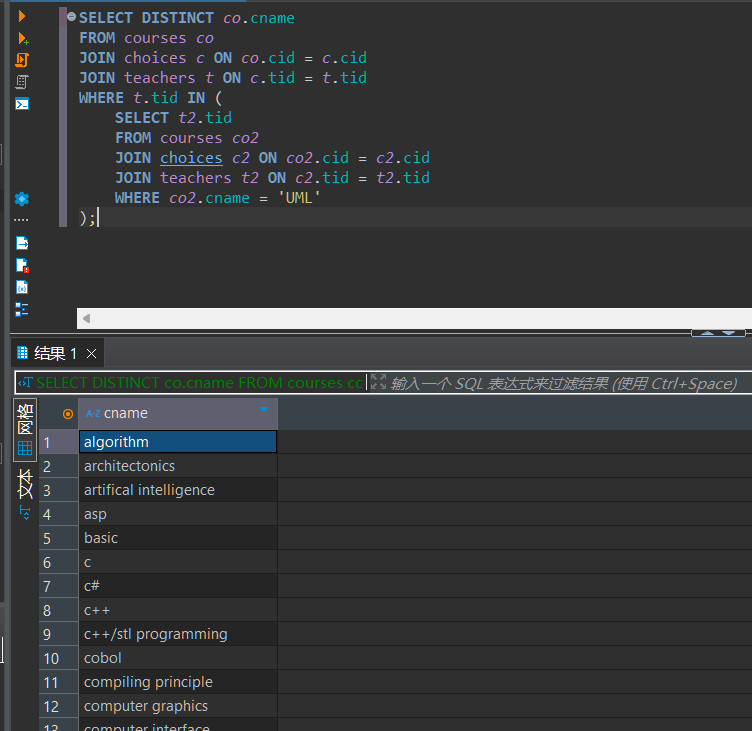 SELECT DISTINCT co.cname
FROM courses co
JOIN choices c ON co.cid = c.cid
JOIN teachers t ON c.tid = t.tid
WHERE t.tid IN (
SELECT t2.tid
FROM courses co2
JOIN choices c2 ON co2.cid = c2.cid
JOIN teachers t2 ON c2.tid = t2.tid
WHERE co2.cname = 'UML'
);
结果 1 ×
SELECT DISTINCT co.cname FROM courses cc 输入一个 SQL 表达式来过滤结果 (使用 Ctrl+Space)
网格
文本
A-Z cname
1 algorithm
2 architectonics
3 artifical intelligence
4 asp
5 basic
6 c
7 c#
8 c++
9 c++/stl programming
10 cobol
11 compiling principle
12 computer graphics
13 computer interface